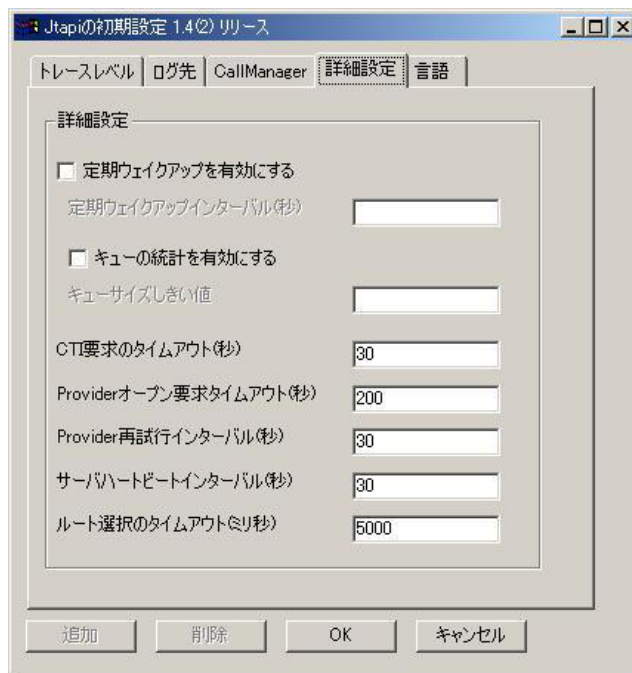 Jtapiの初期設定 1.4(2) リリース
トレースレベル ログ先 CallManager 詳細設定 言語
詳細設定
定期ウェイクアップを有効にする
定期ウェイクアップインターバル(秒)
キューの統計を有効にする
キューサイズしきい値
CTI要求のタイムアウト(秒) 30
Providerオープン要求タイムアウト(秒) 200
Provider再試行インターバル(秒) 30
サーバハートビートインターバル(秒) 30
ルート選択のタイムアウト(ミリ秒) 5000
追加 削除 OK キャンセル